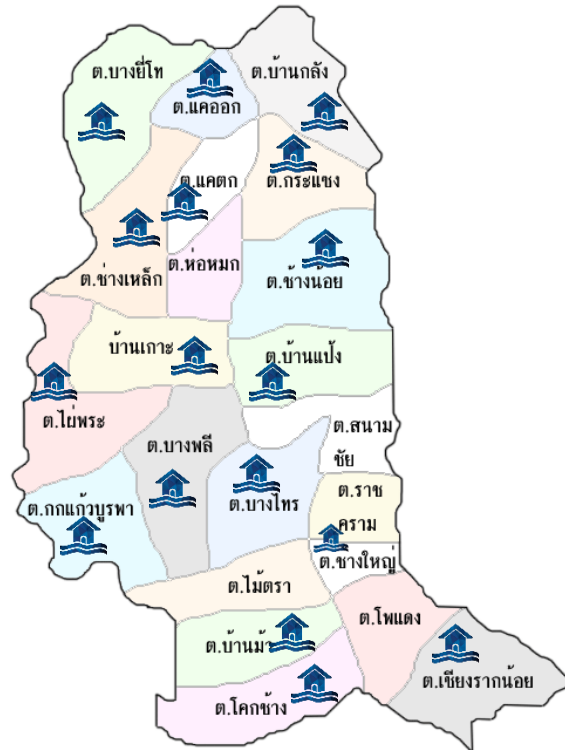 ต.บางยี่โท
ต.บ้านกลัง
ต.แคออก
ต.แคตก
ต.กระแชง
ต.ห่อหมก
ต.ช่างเหล็ก
ต.ช้างน้อย
บ้านเกาะ
ต.บ้านแป้ง
ต.ไผ่พระ
ต.สนาม
ชัย
ต.บางพลี
ต.ราช
คราม
ต.กกแก้วบูรพา
ต.บางไทร
ต.ชางใหญ่
ต.ไม้ตรา
ต.โพแดง
ต.บ้านม้า
ต.เชียงรากน้อย
ต.โคกช้าง